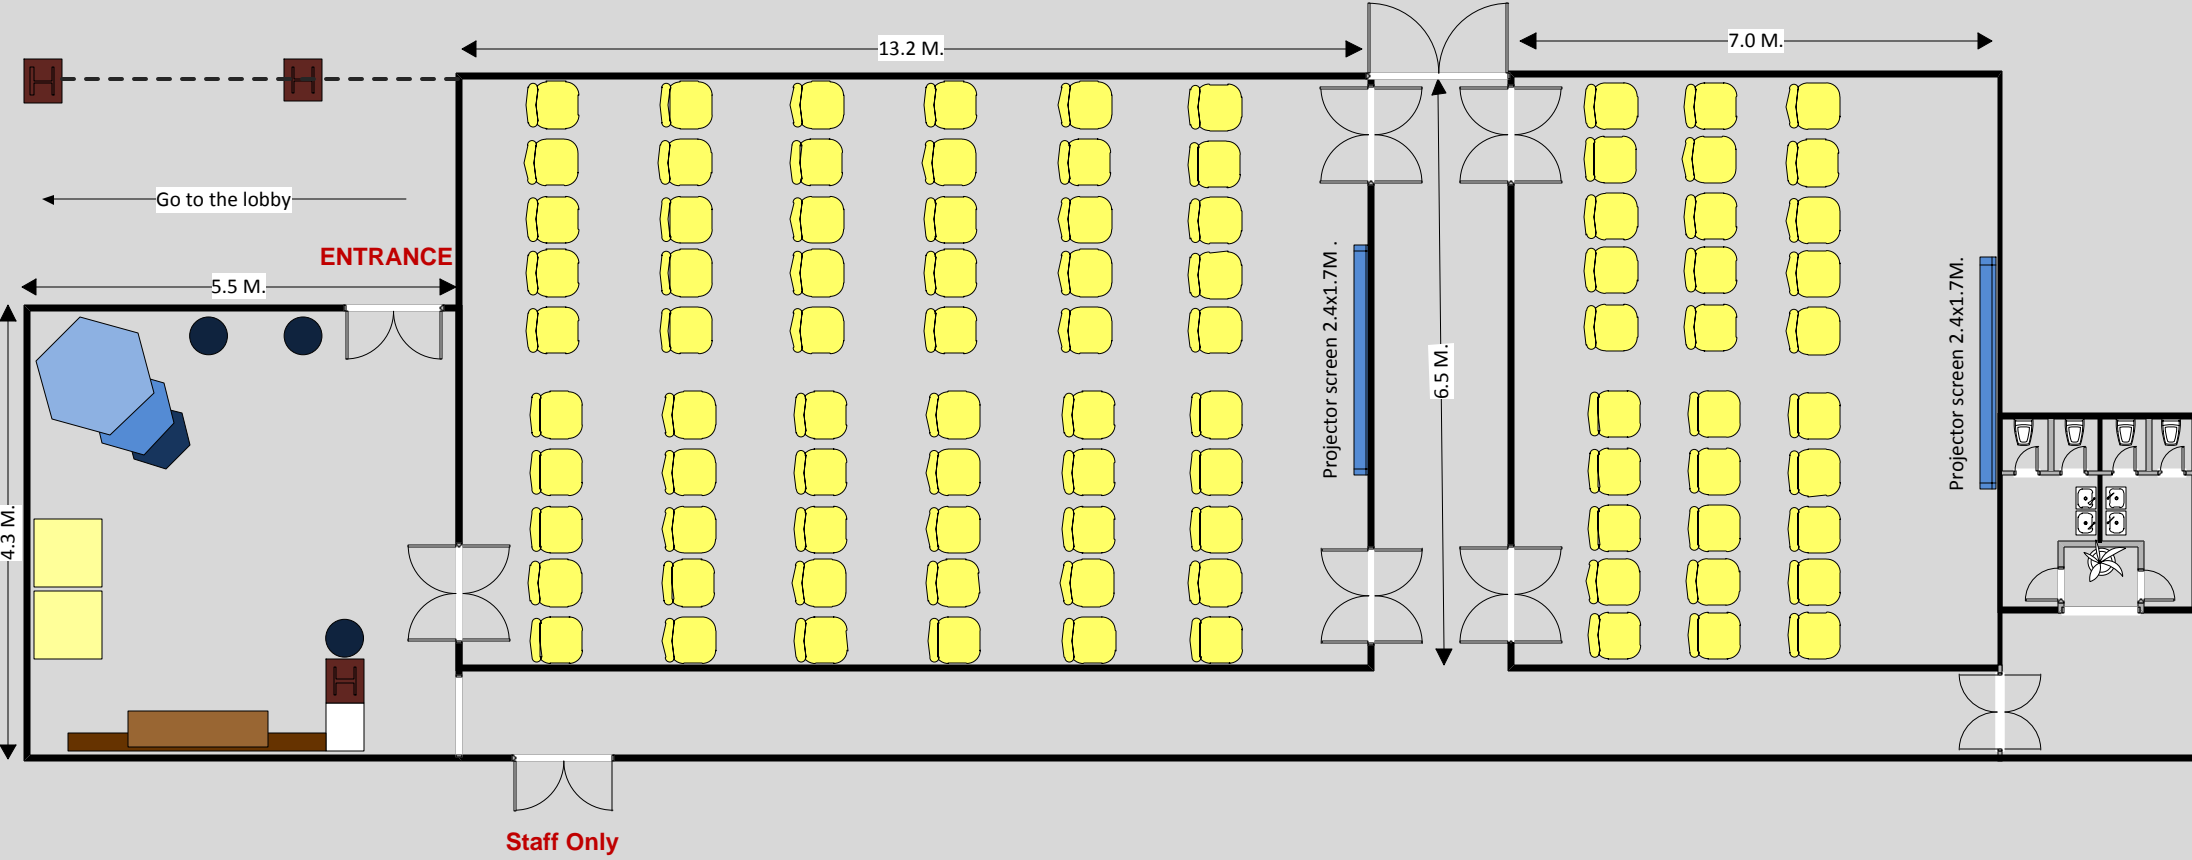 13.2 M.
7.0 M.
Go to the lobby
ENTRANCE
5.5 M.
Projector screen 2.4x1.7M .
Projector screen 2.4x1.7M.
6.5 M.
4.3 M.
H
H
H
Staff Only